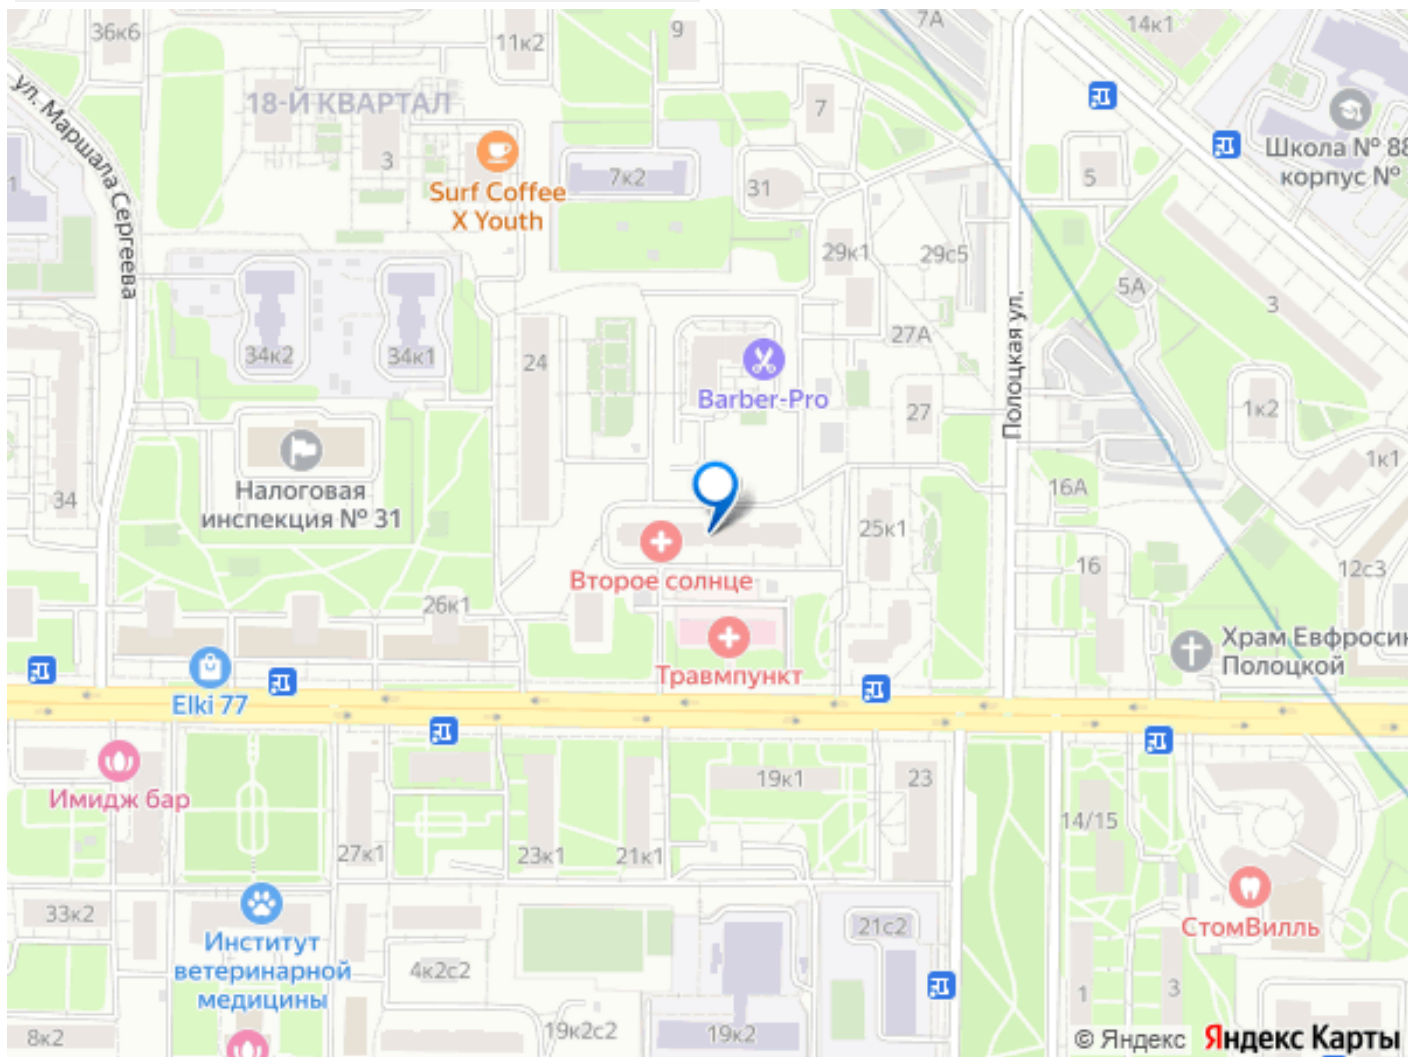 36к6
11к2
9
7А
14к1
ул. Маршала Сергеева
18-Й КВАРТАЛ
3
Surf Coffee
X Youth
7к2
31
7
5
Школа № 88
корпус №
1
29к1
29с5
5А
3
34к2
34к1
24
27А
Полоцкая ул.
Barber-Pro
27
1к2
1к1
34
Налоговая
инспекция № 31
16А
25к1
Второе солнце
16
12с3
26к1
Травмпункт
Храм Евфросин
Полоцкой
Elki 77
Имидж бар
19к1
23
27к1
23к1
21к1
14/15
33к2
Институт
ветеринарной
медицины
4к2с2
21с2
СтомВилль
1
3
8к2
19к2с2
19к2
© Яндекс Яндекс Карты